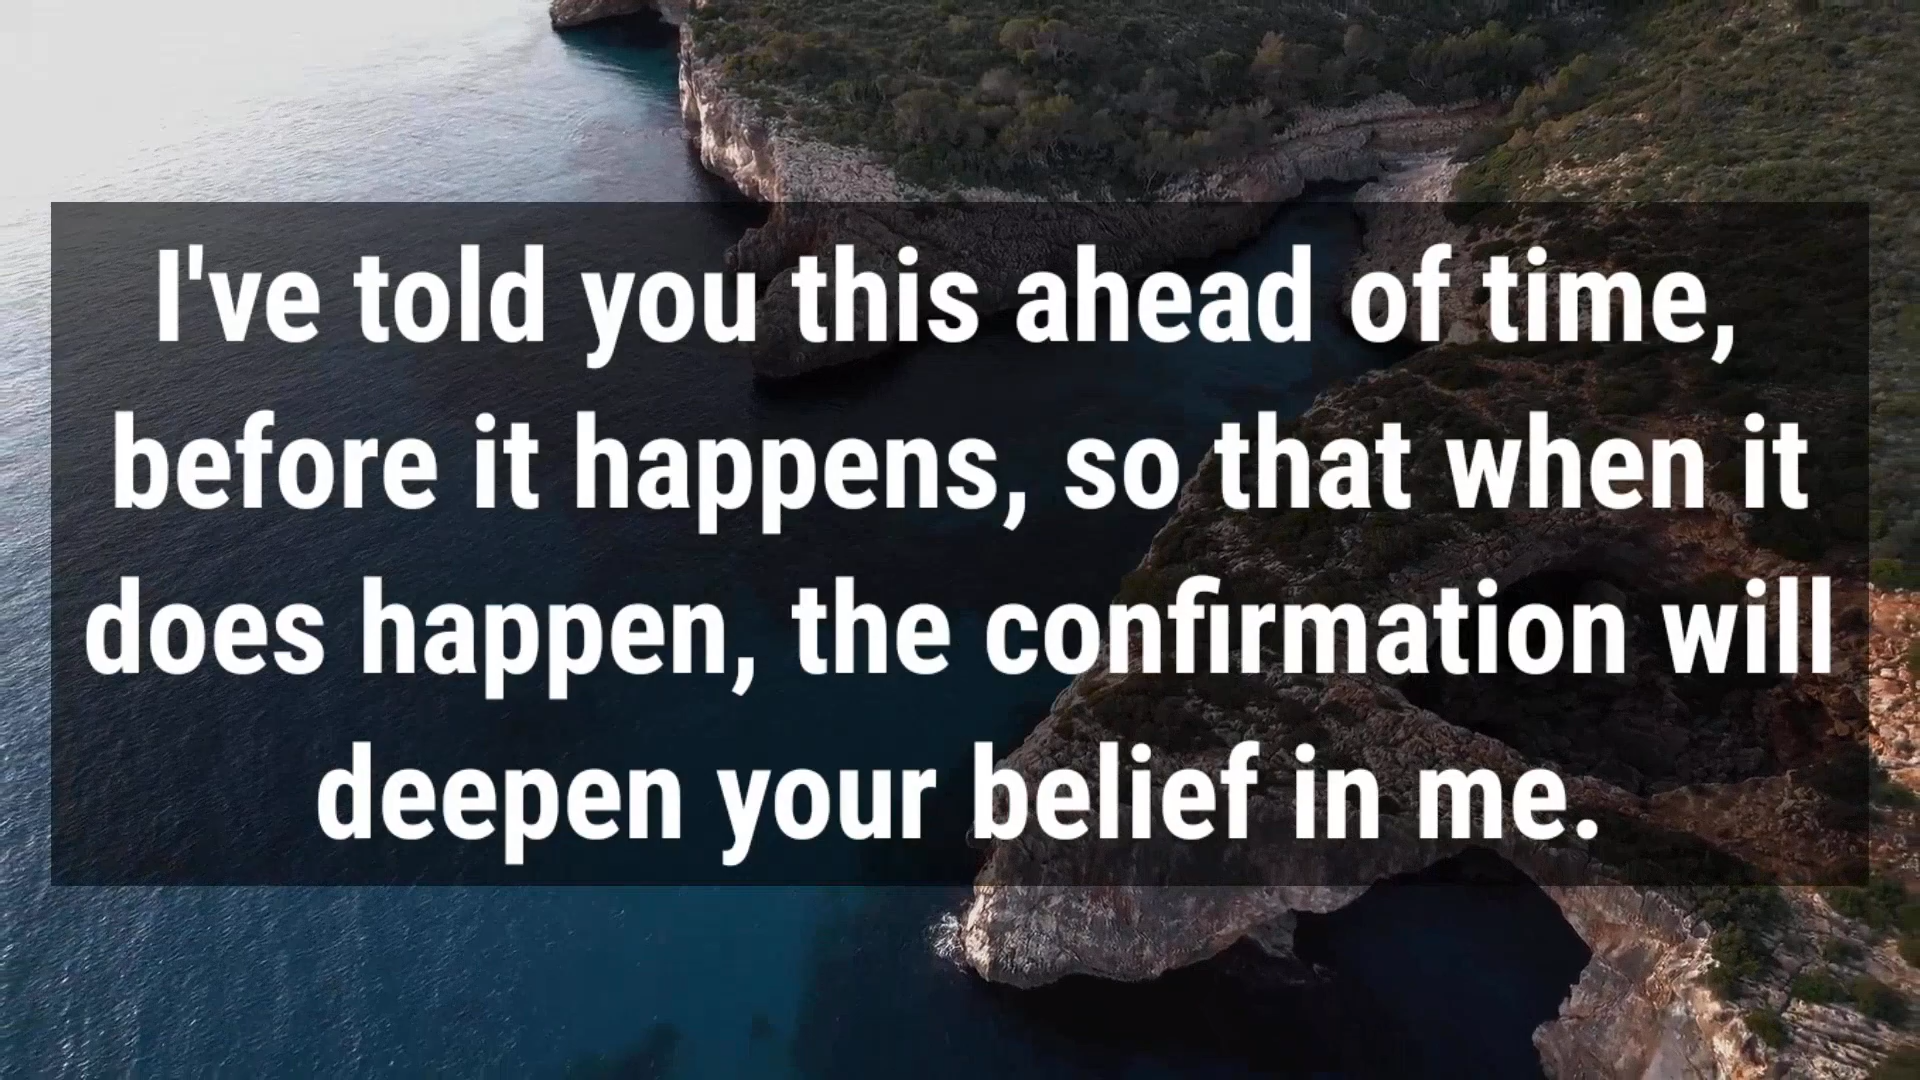 I've told you this ahead of time,
before it happens, so that when it
does happen, the confirmation will
deepen your belief in me.